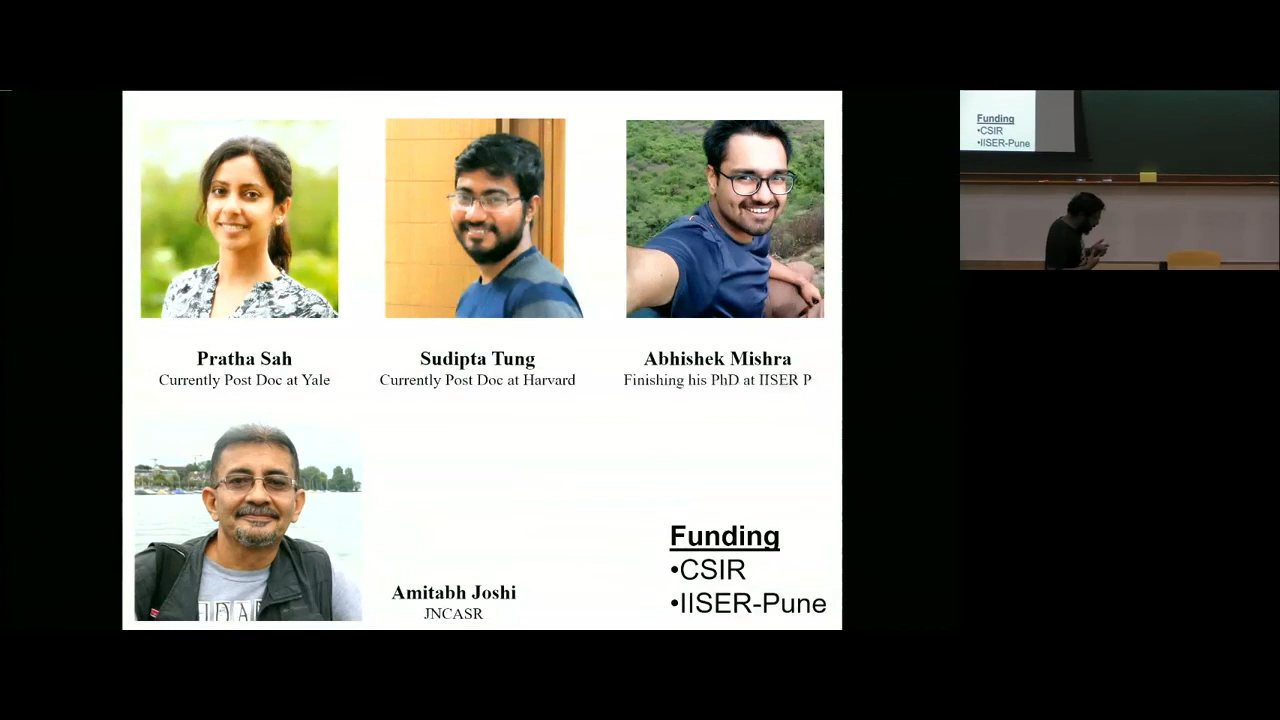 Pratha Sah
Currently Post Doc at Yale
Sudipta Tung
Currently Post Doc at Harvard
Abhishek Mishra
Finishing his PhD at IISER P
Amitabh Joshi
JNCASR
Funding
•CSIR
•IISER-Pune
Funding
•CSIR
•IISER-Pune